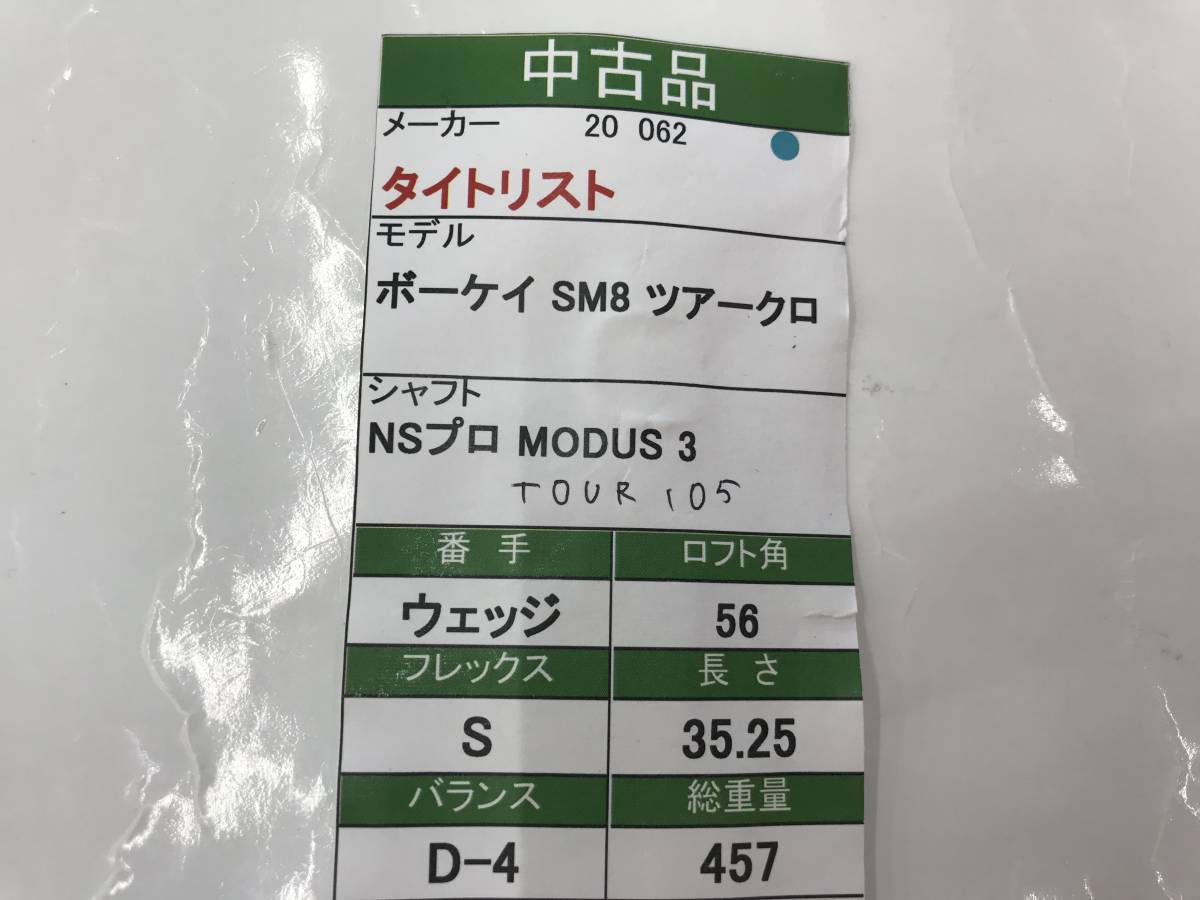 中古品
メーカー 20 062
タイトリスト
モデル
ボーケイ SM8 ツアークロ
シャフト
NSプロ MODUS 3
TOUR 105
番 手 ロフト角
ウェッジ 56
フレックス 長 さ
S 35.25
バランス 総重量
D-4 457